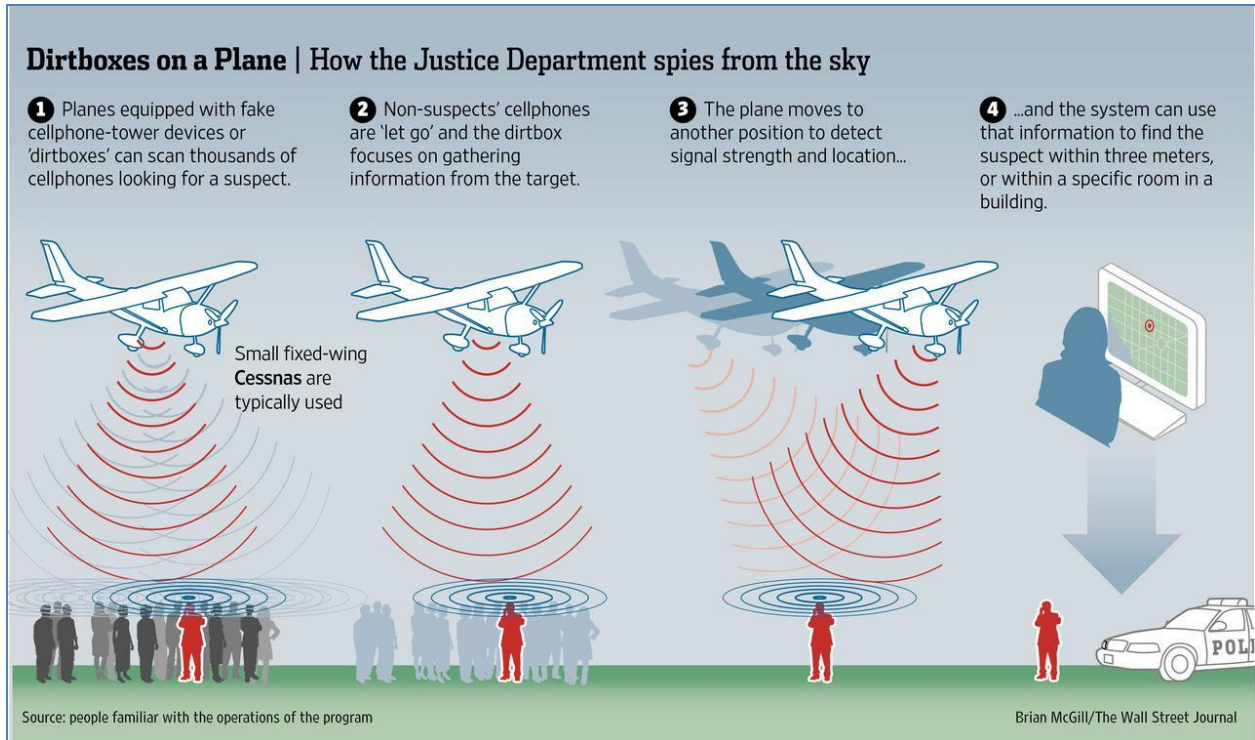 Dirtboxes on a Plane | How the Justice Department spies from the sky
1 Planes equipped with fake
cellphone-tower devices or
'dirtboxes' can scan thousands of
cellphones looking for a suspect.
2 Non-suspects' cellphones
are 'let go' and the dirtbox
focuses on gathering
information from the target.
3 The plane moves to
another position to detect
signal strength and location...
4 ...and the system can use
that information to find the
suspect within three meters,
or within a specific room in a
building.
Small fixed-wing
Cessnas are
typically used
POLI
Source: people familiar with the operations of the program
Brian McGill/The Wall Street Journal